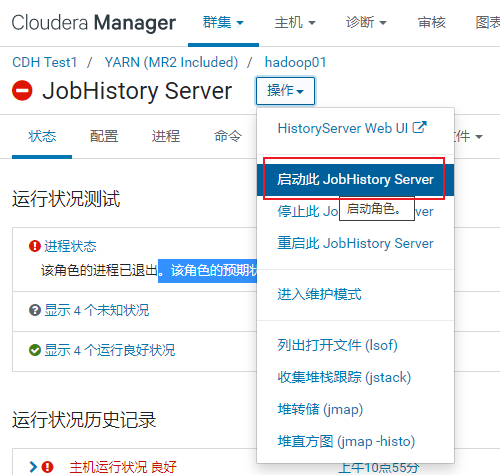 Cloudera Manager 群集 主机 诊断 审核 图表
CDH Test1 / YARN (MR2 Included) / hadoop01
JobHistory Server 操作
HistoryServer Web UI
状态 配置 进程 命令 文件
启动此 JobHistory Server
运行状况测试
启动角色。
停止此 Jo rver
进程状态
重启此 JobHistory Server
该角色的进程已退出。该角色的预期状
进入维护模式
显示 4 个未知状况
列出打开文件 (lsof)
显示 4 个运行良好状况
收集堆栈跟踪 (jstack)
堆转储 (jmap)
运行状况历史记录
堆直方图 (jmap -histo)
主机运行状况 良好 上午10点55分